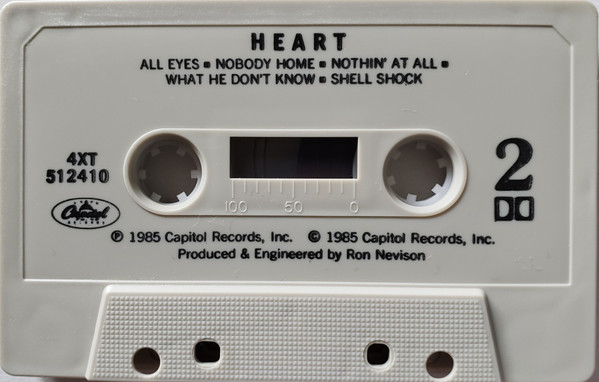 HEART
ALL EYES ▪ NOBODY HOME ▪ NOTHIN' AT ALL ▪
WHAT HE DON'T KNOW ▪ SHELL SHOCK
4XT
512410
2
100 50 0
Capitol
℗ 1985 Capitol Records, Inc. © 1985 Capitol Records, Inc.
Produced & Engineered by Ron Nevison